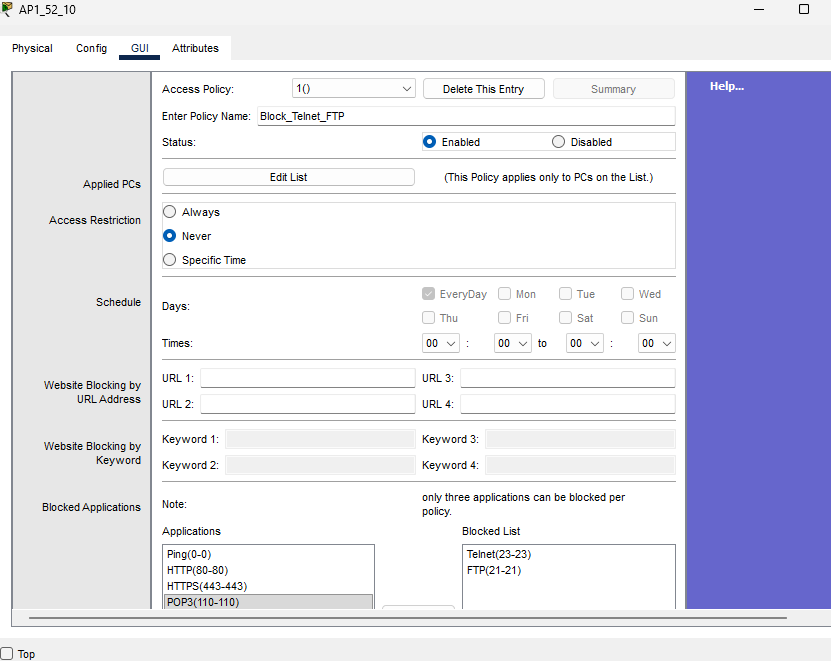 AP1_52_10
Physical Config GUI Attributes
Help...
Access Policy: 1() Delete This Entry Summary
Enter Policy Name: Block_Telnet_FTP
Status: Enabled Disabled
Applied PCs Edit List (This Policy applies only to PCs on the List.)
Access Restriction Always
Never
Specific Time
Schedule Days: EveryDay Mon Tue Wed
Thu Fri Sat Sun
Times: 00 : 00 to 00 : 00
Website Blocking by URL Address
URL 1: URL 3:
URL 2: URL 4:
Website Blocking by Keyword
Keyword 1: Keyword 3:
Keyword 2: Keyword 4:
Blocked Applications Note: only three applications can be blocked per policy.
Applications Blocked List
Ping(0-0) Telnet(23-23)
HTTP(80-80) FTP(21-21)
HTTPS(443-443)
POP3(110-110)
Top